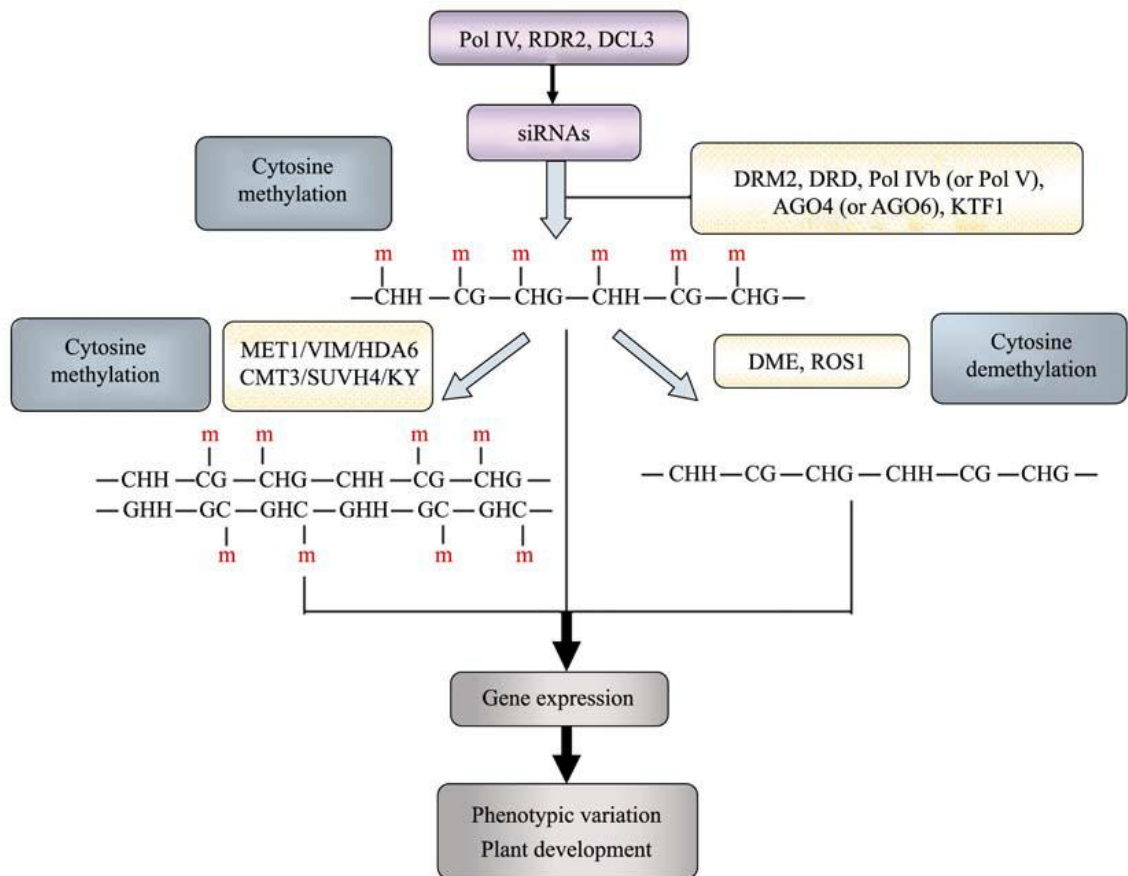 Pol IV, RDR2, DCL3
siRNAs
Cytosine
methylation
DRM2, DRD, Pol IVb (or Pol V),
AGO4 (or AGO6), KTF1
m m m m m m
—CHH—CG—CHG—CHH—CG—CHG—
Cytosine
methylation
MET1/VIM/HDA6
CMT3/SUVH4/KY
DME, ROS1
Cytosine
demethylation
m m m m
—CHH—CG—CHG—CHH—CG—CHG—
—GHH—GC—GHC—GHH—GC—GHC—
m m m m
—CHH—CG—CHG—CHH—CG—CHG—
Gene expression
Phenotypic variation
Plant development